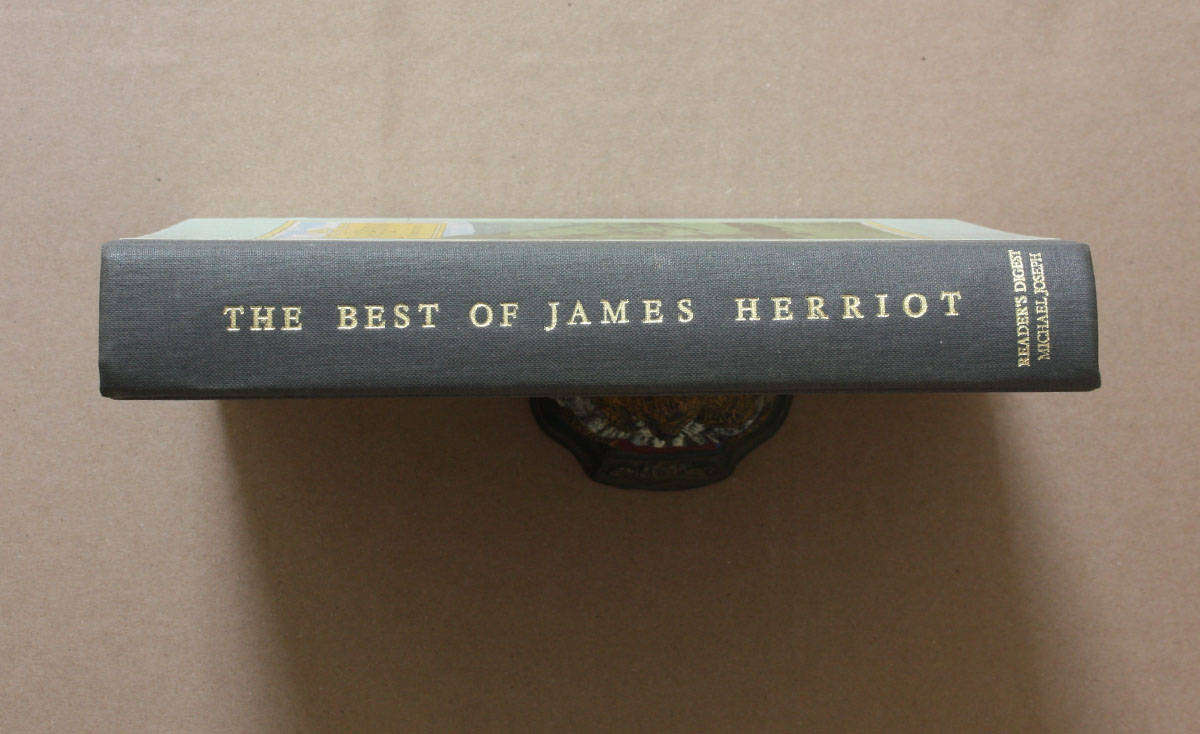 THE BEST OF JAMES HERRIOT
READER'S DIGEST
MICHAEL JOSEPH